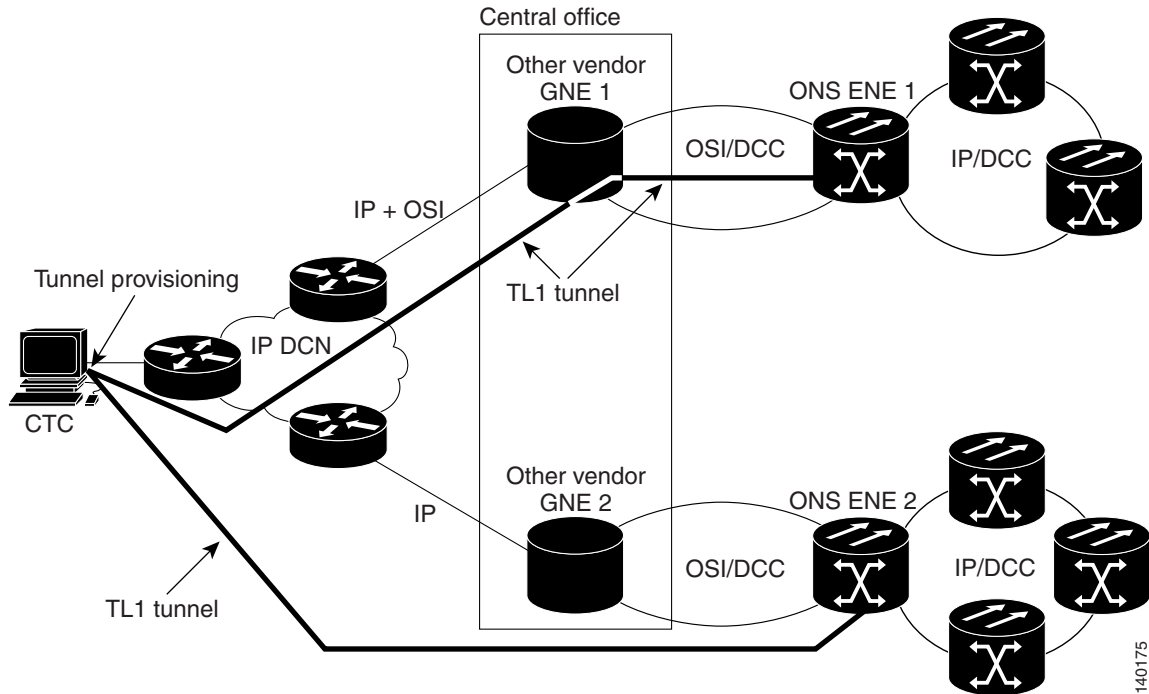 Central office
Other vendor
GNE 1
ONS ENE 1
OSI/DCC
IP/DCC
IP + OSI
Tunnel provisioning
TL1 tunnel
IP DCN
CTC
Other vendor
GNE 2
ONS ENE 2
IP
OSI/DCC
IP/DCC
TL1 tunnel
140175